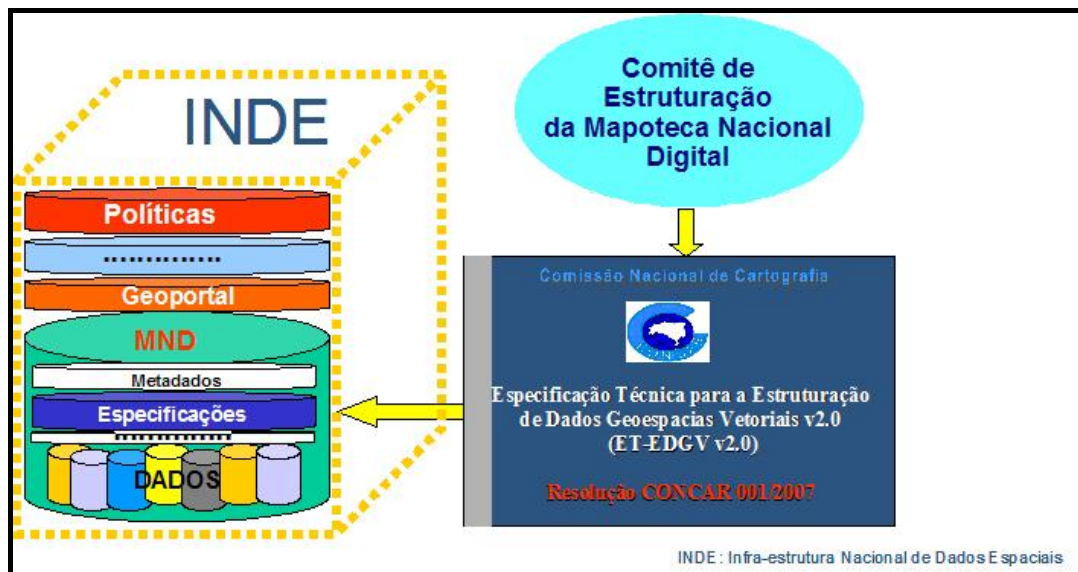 INDE
Políticas
..............
Geoportal
MND
Metadados
Especificações
..............
DADOS
Comitê de
Estruturação
da Mapoteca Nacional
Digital
Comissão Nacional de Cartografia
Especificação Técnica para a Estruturação
de Dados Geoespacias Vetoriais v2.0
(ET-EDGV v2.0)
Resolução CONCAR 001/2007
INDE : Infra-estrutura Nacional de Dados Espaciais